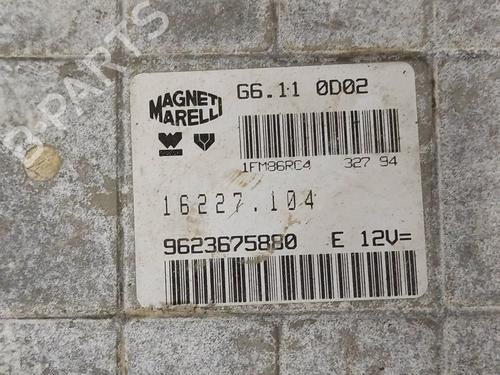 MAGNETI
MARELLI
G6.11 0D02
1FM86RC4 327 94
16227.104
9623675880 E 12V=
B-PARTS